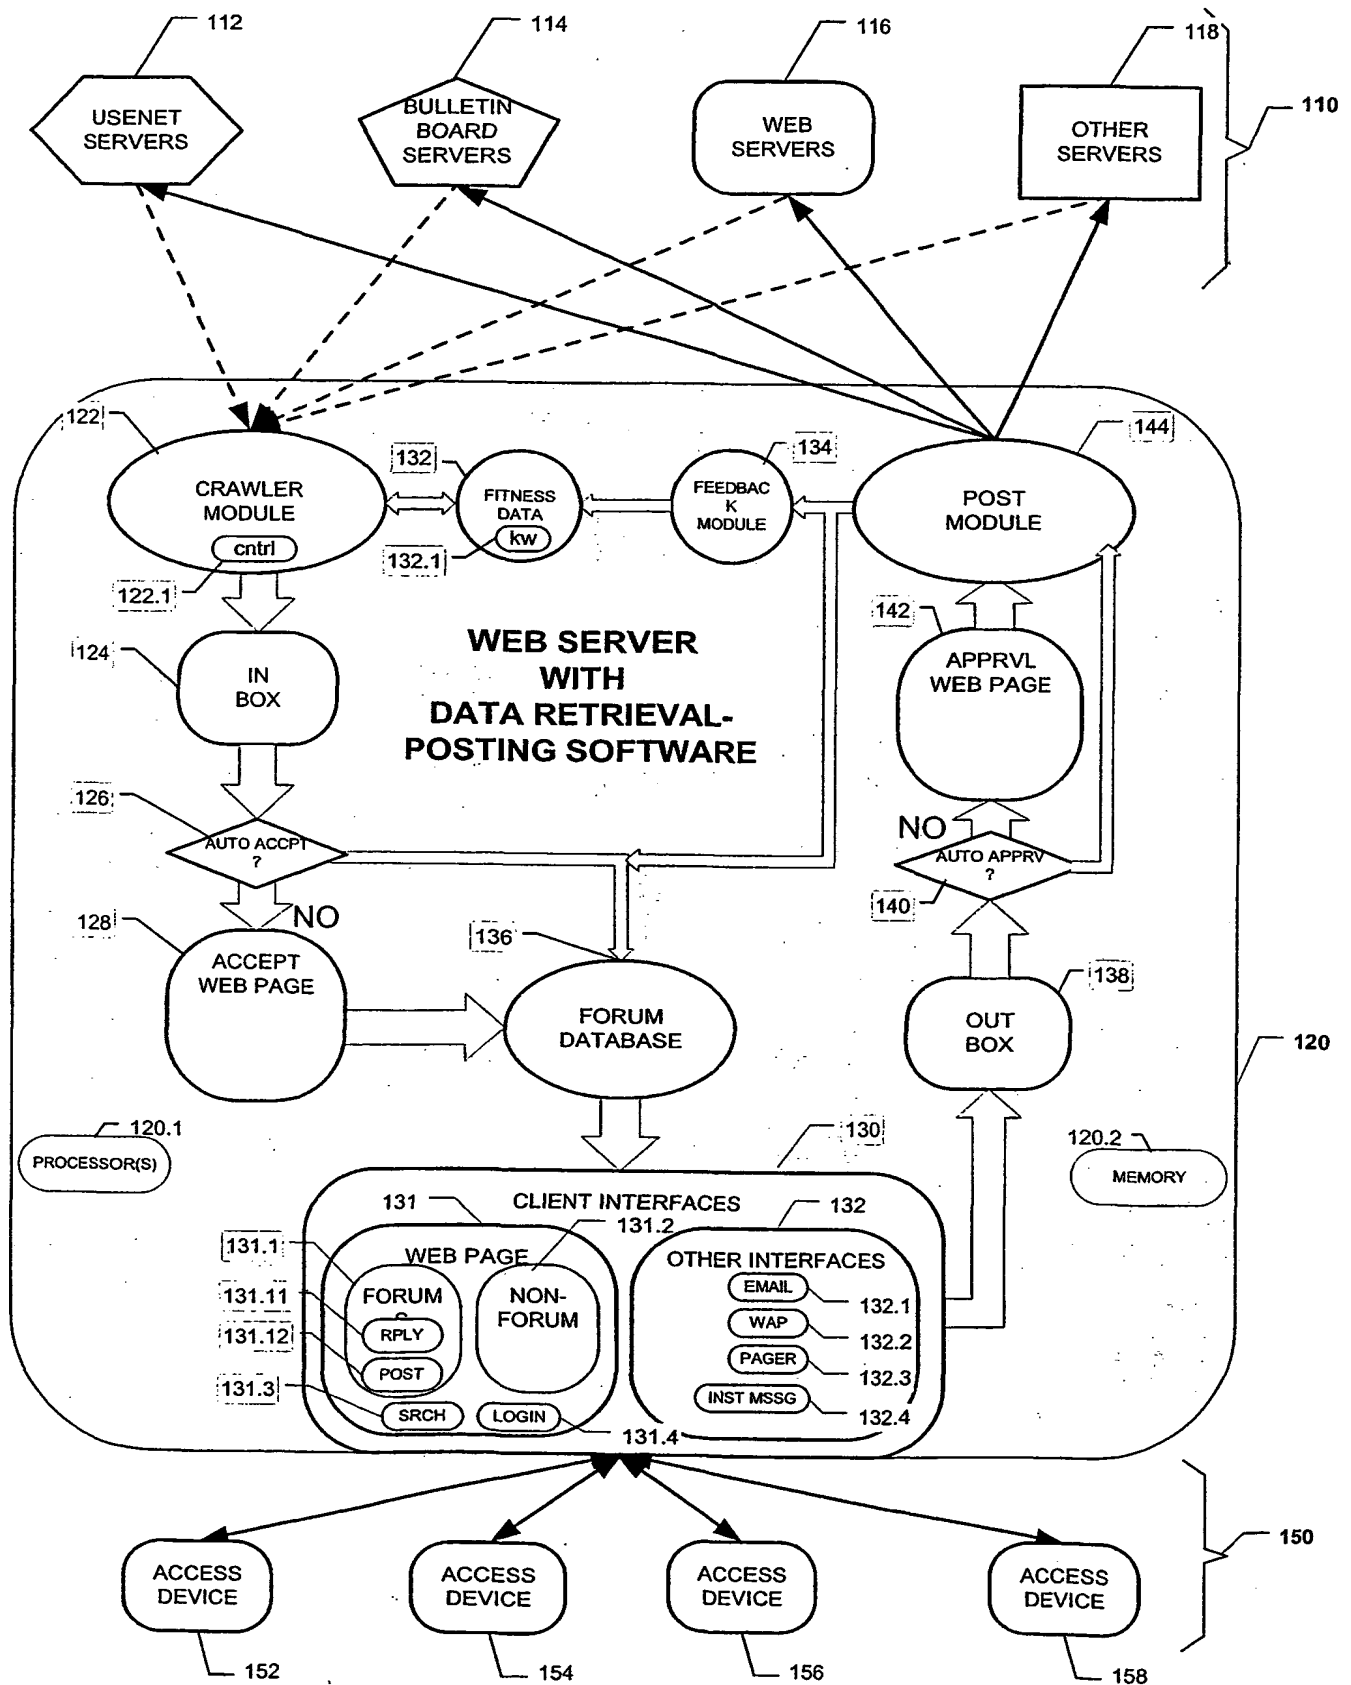 112
114
116
118
110
USENET
SERVERS
BULLETIN
BOARD
SERVERS
WEB
SERVERS
OTHER
SERVERS
122
CRAWLER
MODULE
cntrl
122.1
132
FITNESS
DATA
kw
132.1
134
FEEDBAC
K
MODULE
144
POST
MODULE
124
IN
BOX
WEB SERVER
WITH
DATA RETRIEVAL-
POSTING SOFTWARE
142
APPRVL
WEB PAGE
126
AUTO ACCPT
?
NO
NO
AUTO APPRV
?
140
128
ACCEPT
WEB PAGE
136
FORUM
DATABASE
138
OUT
BOX
120
120.1
PROCESSOR(S)
120.2
MEMORY
130
CLIENT INTERFACES
131
131.2
132
131.1
WEB PAGE
FORUM
S
NON-
FORUM
131.11
RPLY
131.12
POST
131.3
SRCH
LOGIN
131.4
OTHER INTERFACES
EMAIL
132.1
WAP
132.2
PAGER
132.3
INST MSSG
132.4
150
ACCESS
DEVICE
ACCESS
DEVICE
ACCESS
DEVICE
ACCESS
DEVICE
152
154
156
158